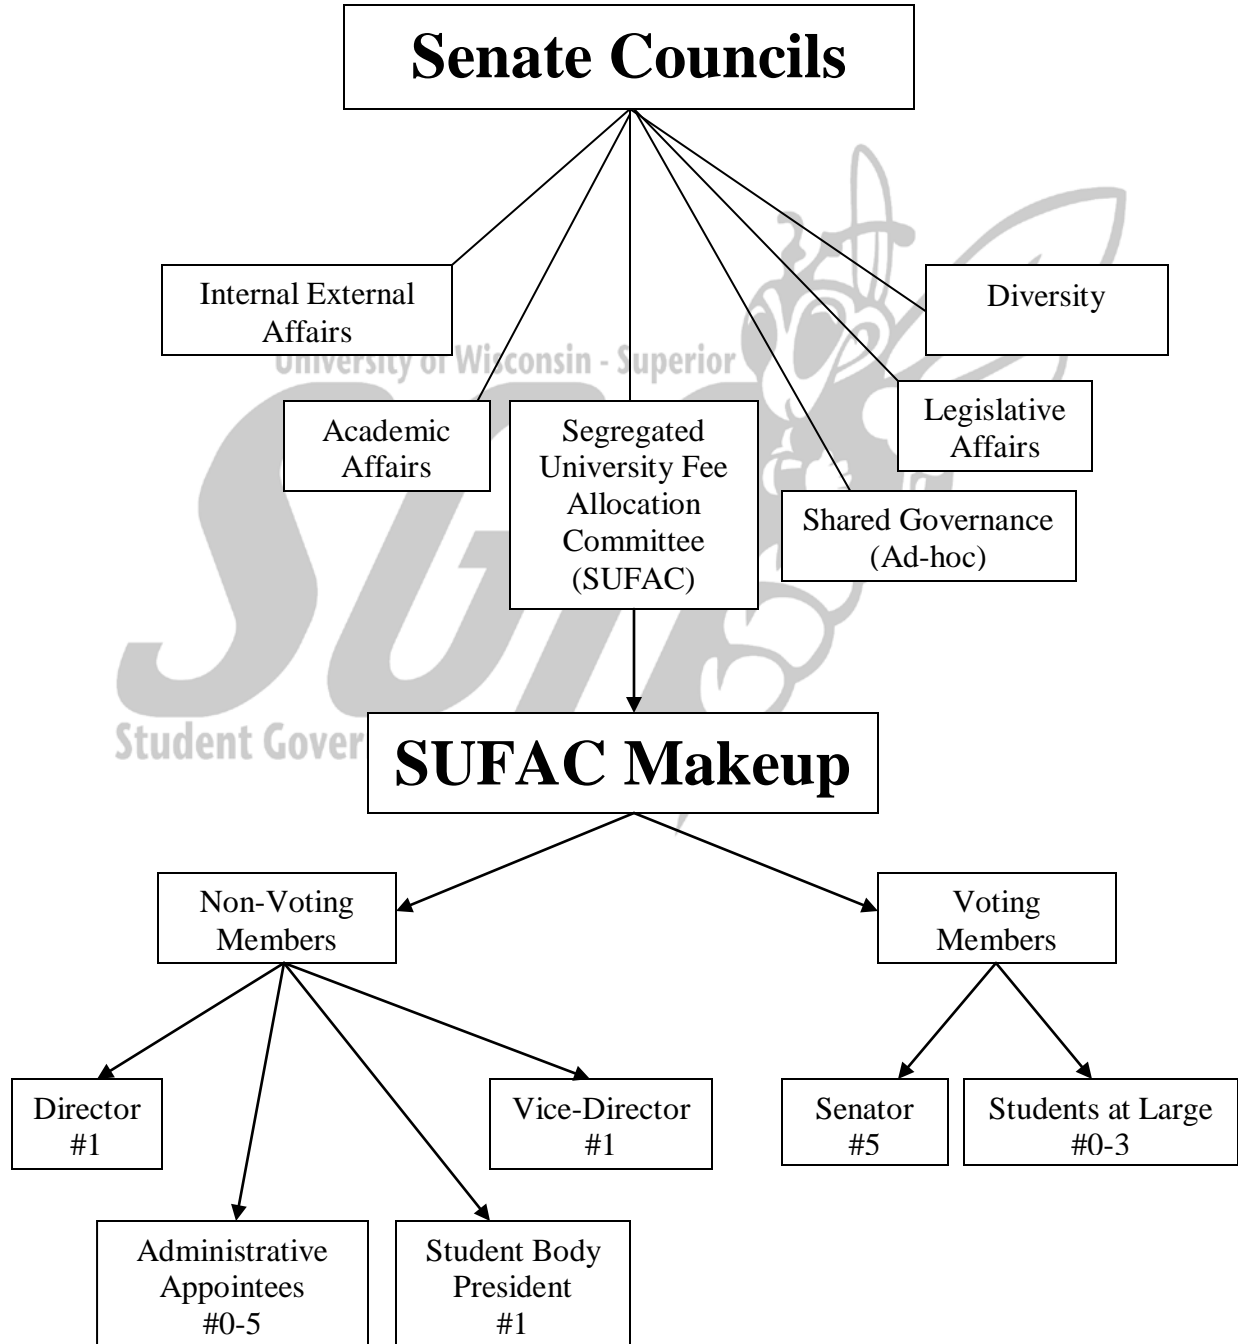 Senate Councils
Internal External
Affairs
Diversity
University of Wisconsin - Superior
Academic
Affairs
Segregated
University Fee
Allocation
Committee
(SUFAC)
Legislative
Affairs
Shared Governance
(Ad-hoc)
SGA
Student Gover
SUFAC Makeup
Non-Voting
Members
Voting
Members
Director
#1
Vice-Director
#1
Senator
#5
Students at Large
#0-3
Administrative
Appointees
#0-5
Student Body
President
#1